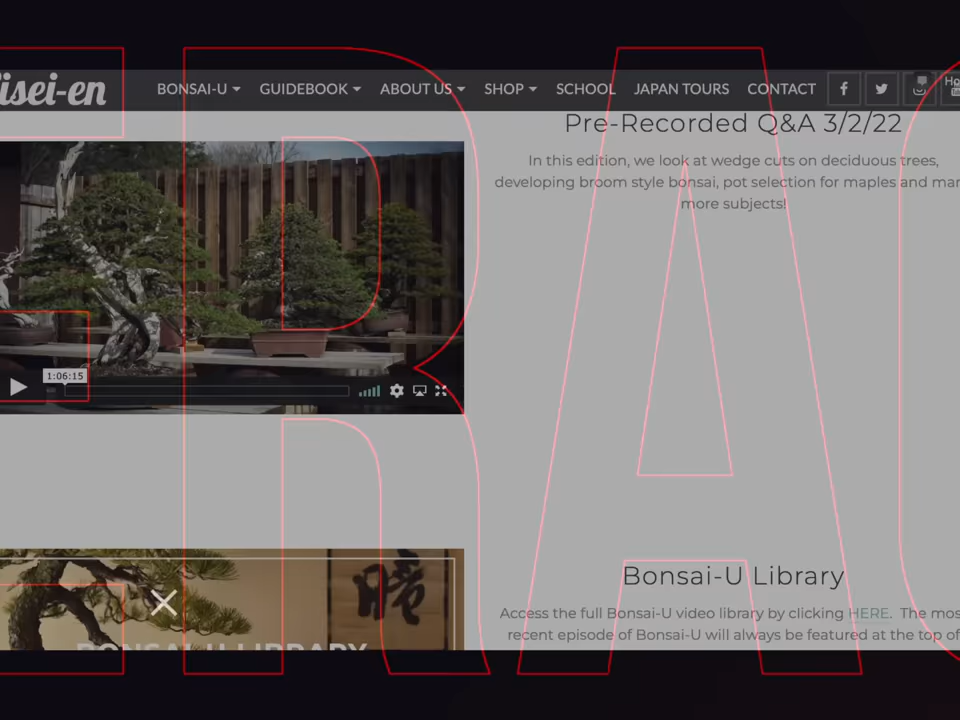 isei-en BONSAI-U GUIDEBOOK ABOUT US SHOP SCHOOL JAPAN TOURS CONTACT
Pre-Recorded Q&A 3/2/22
In this edition, we look at wedge cuts on deciduous trees,
developing broom style bonsai, pot selection for maples and man
more subjects!
1:06:15
RA
Bonsai-U Library
Access the full Bonsai-U video library by clicking HERE. The mos
recent episode of Bonsai-U will always be featured at the top of
BONSAI-U LIBRARY